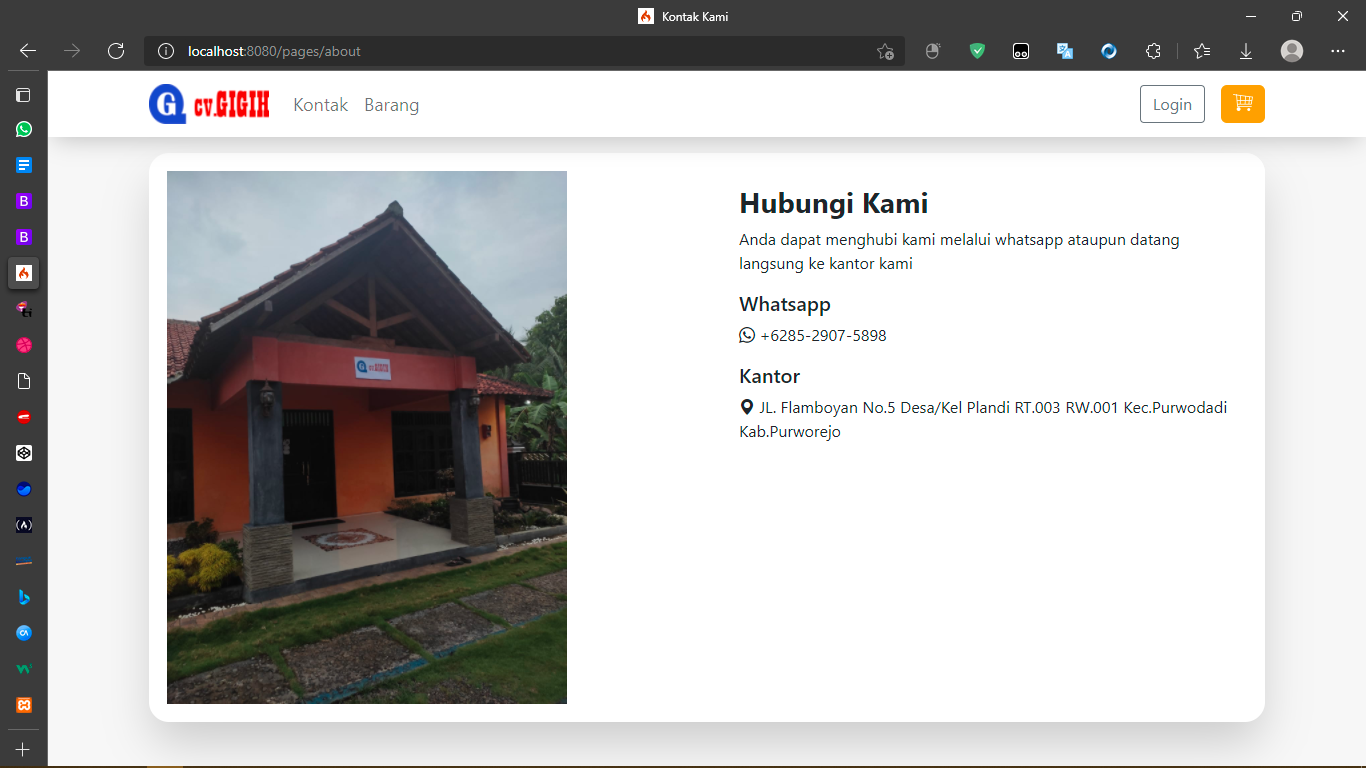 Kontak Kami
localhost:8080/pages/about
G cv.GIGIH Kontak Barang Login
Hubungi Kami
Anda dapat menghubi kami melalui whatsapp ataupun datang
langsung ke kantor kami
Whatsapp
+6285-2907-5898
Kantor
JL. Flamboyan No.5 Desa/Kel Plandi RT.003 RW.001 Kec.Purwodadi
Kab.Purworejo
G cv.GIGIH
B
B